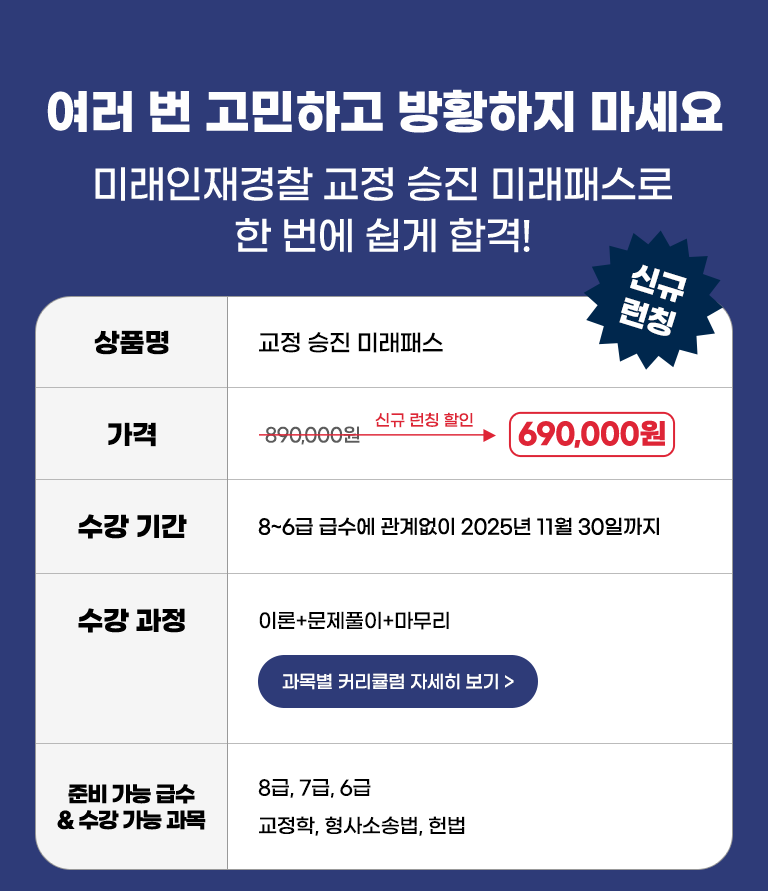 여러 번 고민하고 방황하지 마세요
미래인재경찰 교정 승진 미래패스로
한 번에 쉽게 합격!
신규
런칭
상품명
교정 승진 미래패스
가격
890,000원
신규 런칭 할인
690,000원
수강 기간
8~6급 급수에 관계없이 2025년 11월 30일까지
수강 과정
이론+문제풀이+마무리
과목별 커리큘럼 자세히 보기 >
준비 가능 급수
& 수강 가능 과목
8급, 7급, 6급
교정학, 형사소송법, 헌법